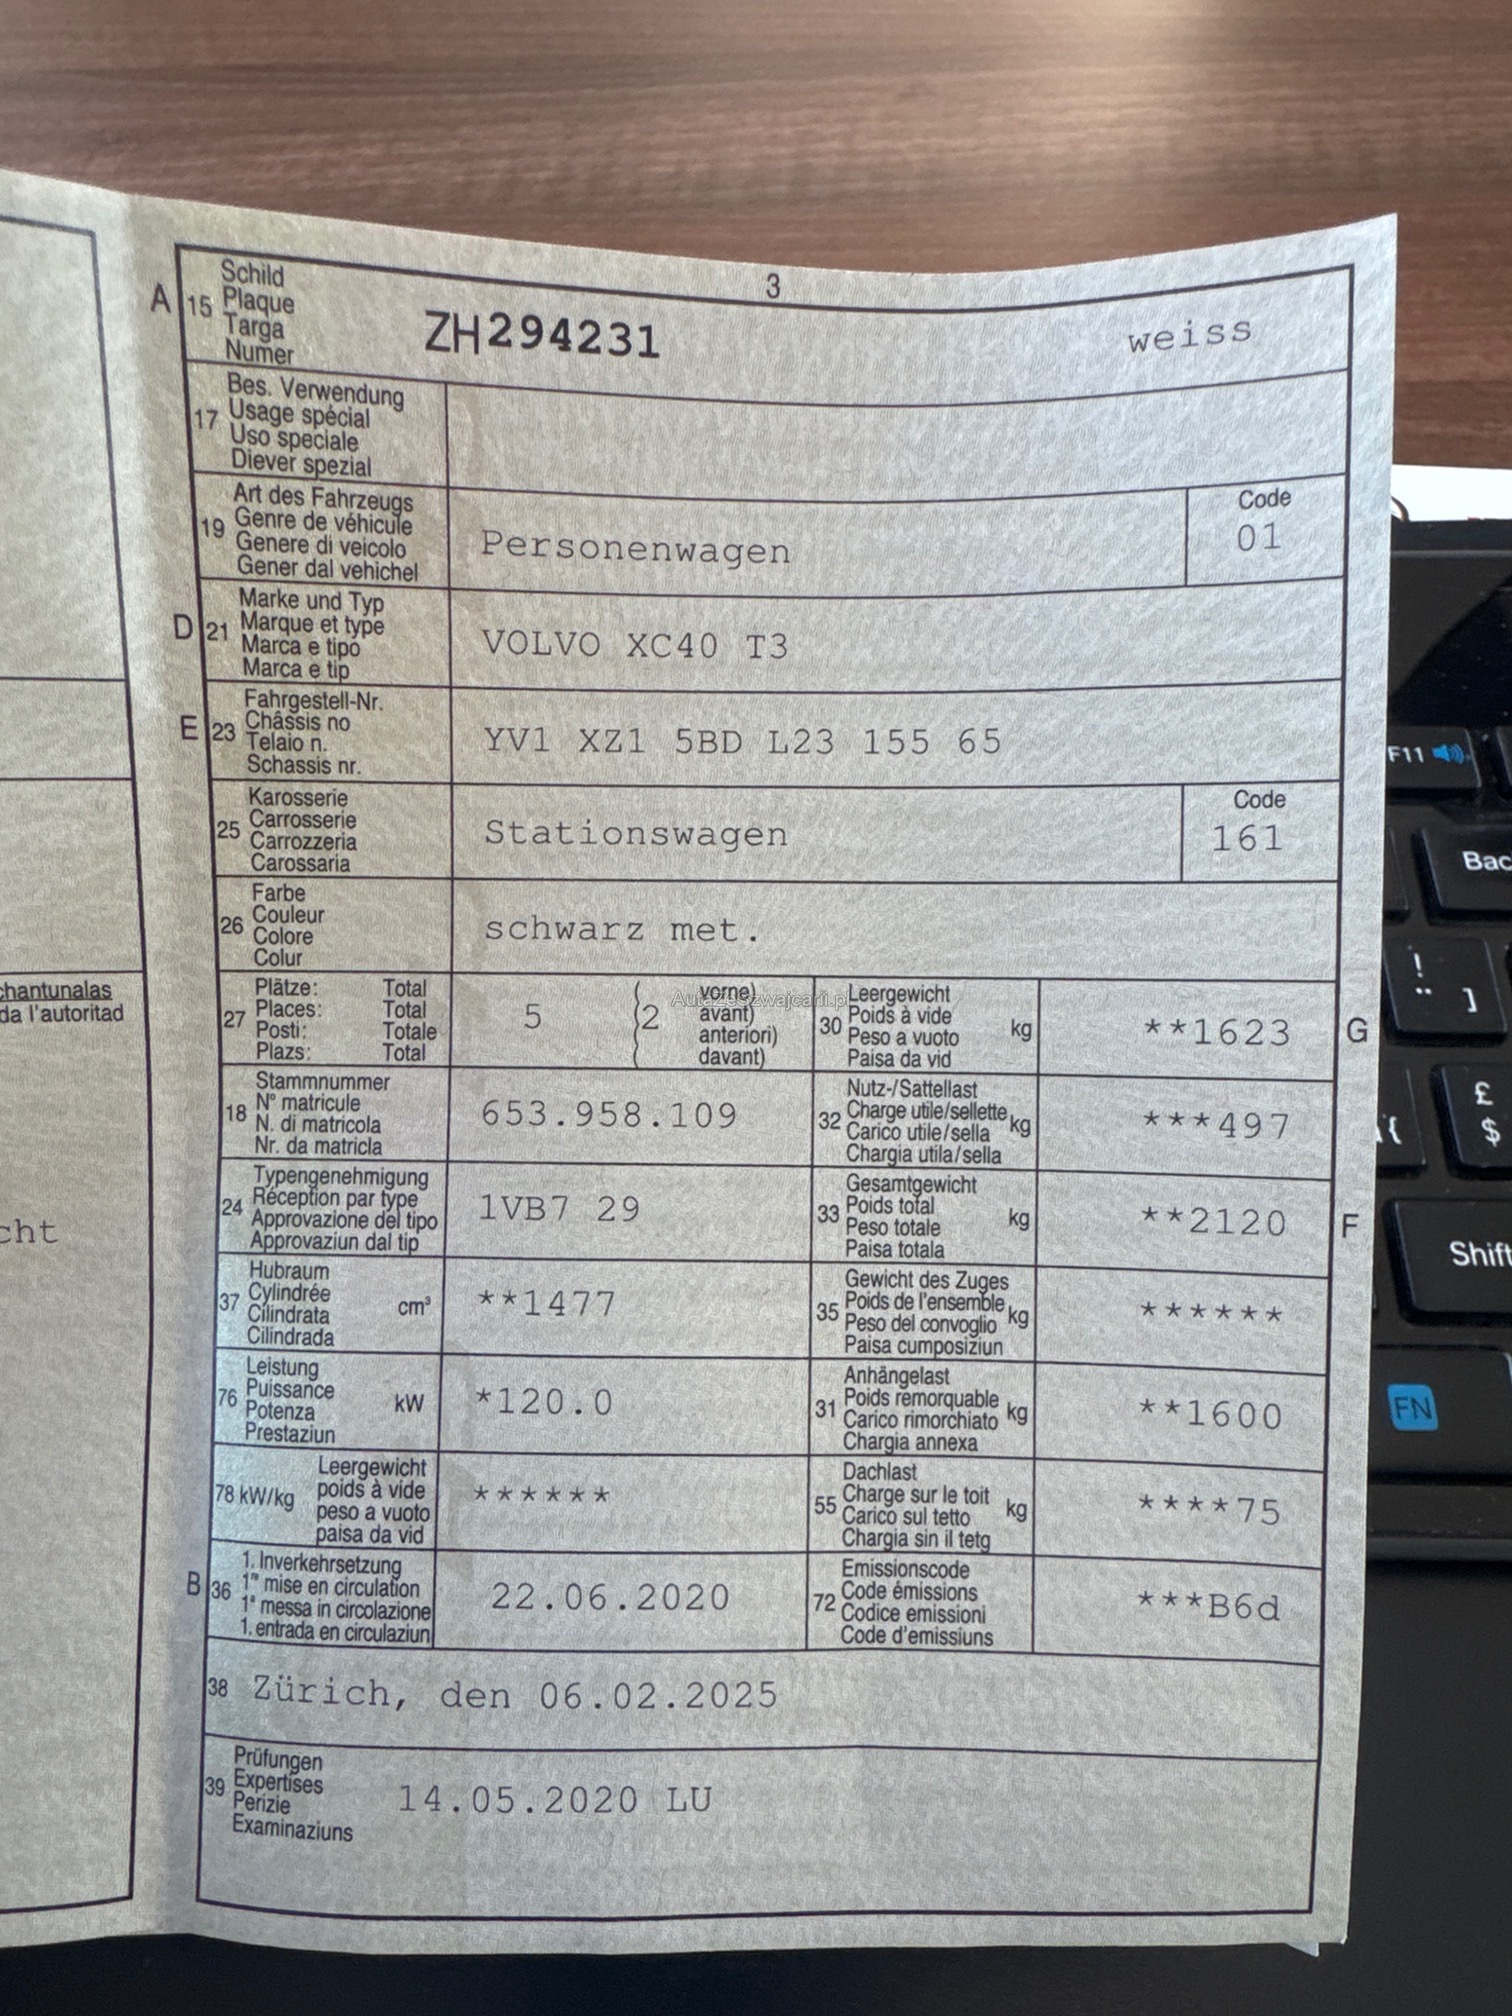 3
A 15 Schild
Plaque
Targa
Numer
ZH294231
weiss
17 Bes. Verwendung
Usage spécial
Uso speciale
Diever spezial
19 Art des Fahrzeugs
Genre de véhicule
Genere di veicolo
Gener dal vehichel
Personenwagen
Code
01
D 21 Marke und Typ
Marque et type
Marca e tipo
Marca e tip
VOLVO XC40 T3
E 23 Fahrgestell-Nr.
Châssis no
Telaio n.
Schassis nr.
YV1 XZ1 5BD L23 155 65
25 Karosserie
Carrosserie
Carrozzeria
Carossaria
Stationswagen
Code
161
26 Farbe
Couleur
Colore
Colur
schwarz met.
27 Plätze: Total
Places: Total
Posti: Totale
Plazs: Total
5 (2 vorne)
avant)
anteriori)
davant)
AutaZeSzwajcarii.pl
30 Leergewicht
Poids à vide
Peso a vuoto
Paisa da vid
kg
**1623
G
18 Stammnummer
N° matricule
N. di matricola
Nr. da matricla
653.958.109
32 Nutz-/Sattellast
Charge utile/sellette
Carico utile/sella
Chargia utila/sella
kg
***497
24 Typengenehmigung
Réception par type
Approvazione del tipo
Approvaziun dal tip
1VB7 29
33 Gesamtgewicht
Poids total
Peso totale
Paisa totala
kg
**2120
F
37 Hubraum
Cylindrée
Cilindrata
Cilindrada
cm³
**1477
35 Gewicht des Zuges
Poids de l'ensemble
Peso del convoglio
Paisa cumposiziun
kg
******
76 Leistung
Puissance
Potenza
Prestaziun
kW
*120.0
31 Anhängelast
Poids remorquable
Carico rimorchiato
Chargia annexa
kg
**1600
78 kW/kg
Leergewicht
poids à vide
peso a vuoto
paisa da vid
******
55 Dachlast
Charge sur le toit
Carico sul tetto
Chargia sin il tetg
kg
****75
B 36 1. Inverkehrsetzung
1re mise en circulation
1a messa in circolazione
1. entrada en circulaziun
22.06.2020
72 Emissionscode
Code émissions
Codice emissioni
Code d'emissiuns
***B6d
38 Zürich, den 06.02.2025
39 Prüfungen
Expertises
Perizie
Examinaziuns
14.05.2020 LU
chantunalas
da l'autoritad
cht
F11
Bac
!
¨ ]
£
{ $
Shift
FN